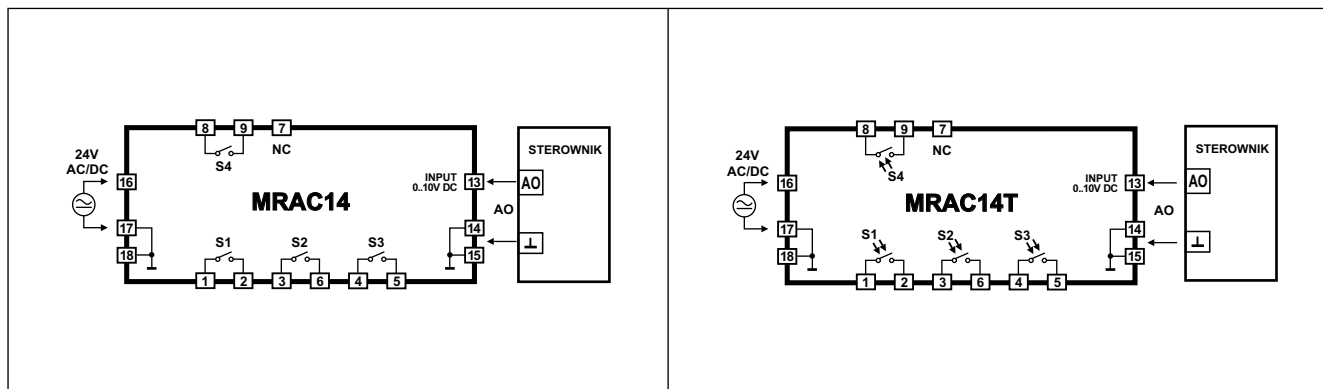 8 9 7
S4 NC
24V
AC/DC
16
17
18
INPUT
0..10V DC
13
14
15
MRAC14
S1 S2 S3
1 2 3 6 4 5
STEROWNIK
AO
AO
⊥
8 9 7
S4 NC
24V
AC/DC
16
17
18
INPUT
0..10V DC
13
14
15
MRAC14T
S1 S2 S3
1 2 3 6 4 5
STEROWNIK
AO
AO
⊥